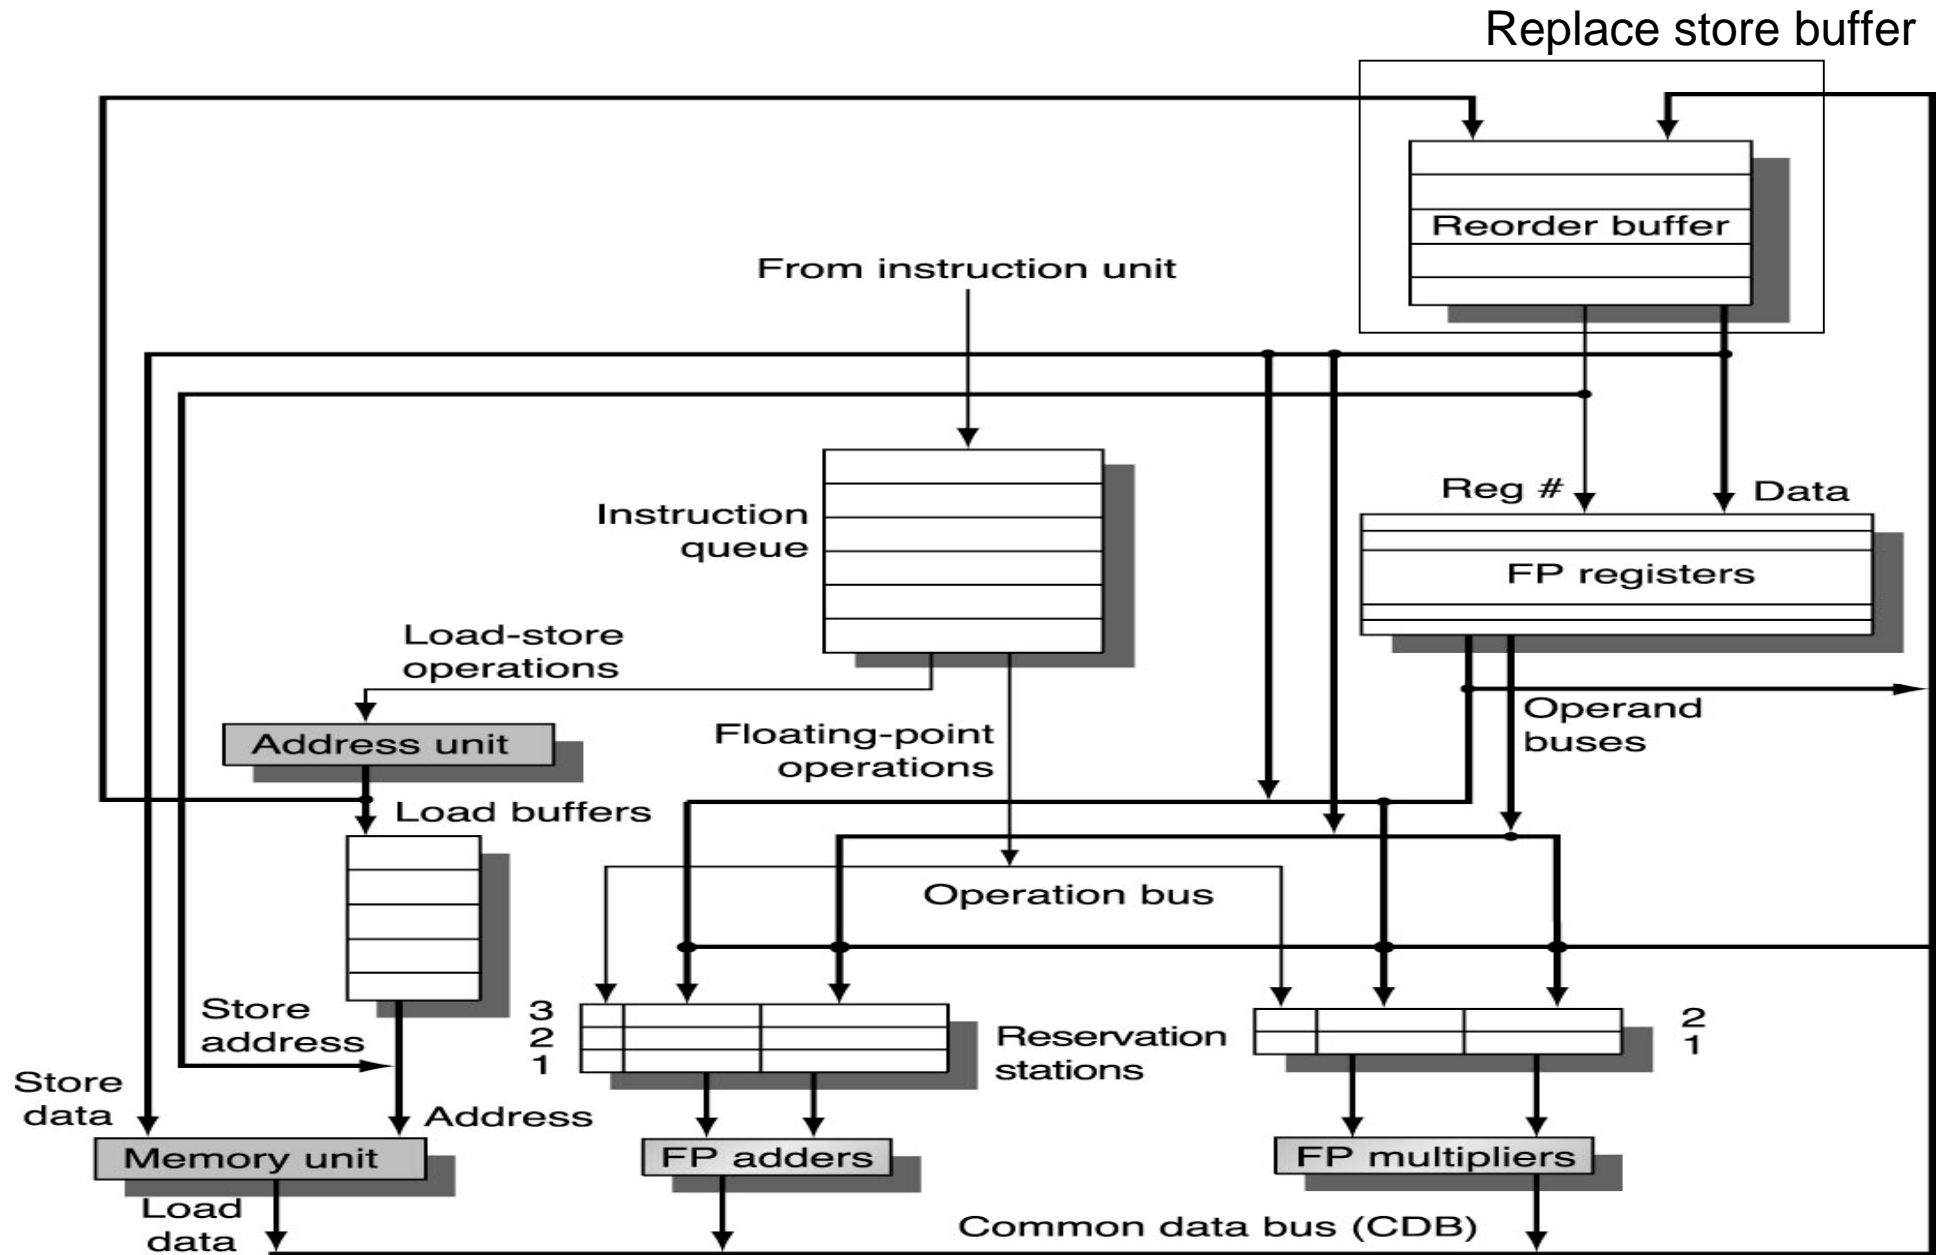 Replace store buffer
Reorder buffer
From instruction unit
Reg #
Data
Instruction
queue
FP registers
Load-store
operations
Operand
buses
Address unit
Floating-point
operations
Load buffers
Operation bus
Store
address
3
2
1
Reservation
stations
2
1
Store
data
Address
Memory unit
FP adders
FP multipliers
Load
data
Common data bus (CDB)